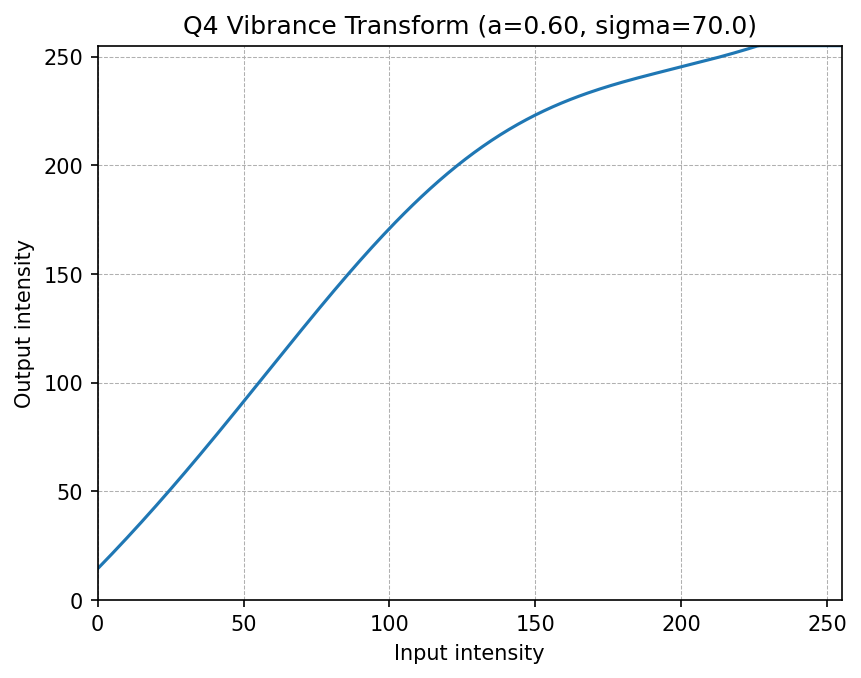 Q4 Vibrance Transform (a=0.60, sigma=70.0)
250
200
150
100
50
0
Output intensity
0 50 100 150 200 250
Input intensity